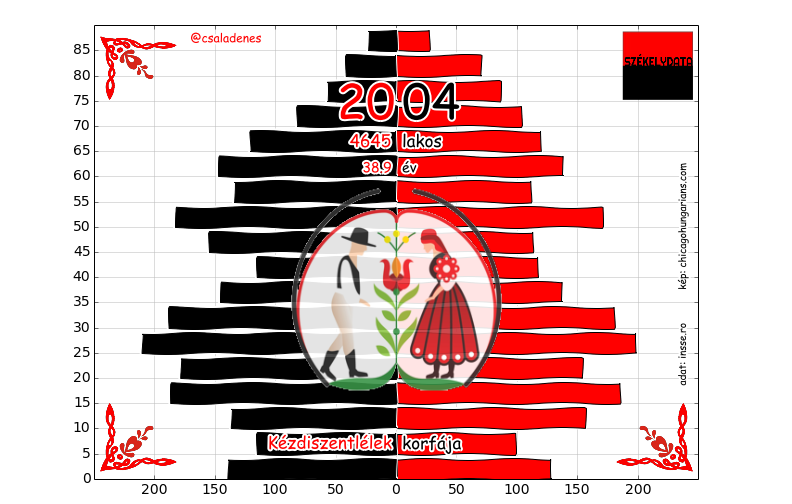 @csaladenes
SZÉKELYDATA
2004
4645 lakos
38.9 év
kép: chicagohungarians.com
adat: insse.ro
Kézdiszentlélek korfája
85
80
75
70
65
60
55
50
45
40
35
30
25
20
15
10
5
0
200 150 100 50 0 50 100 150 200